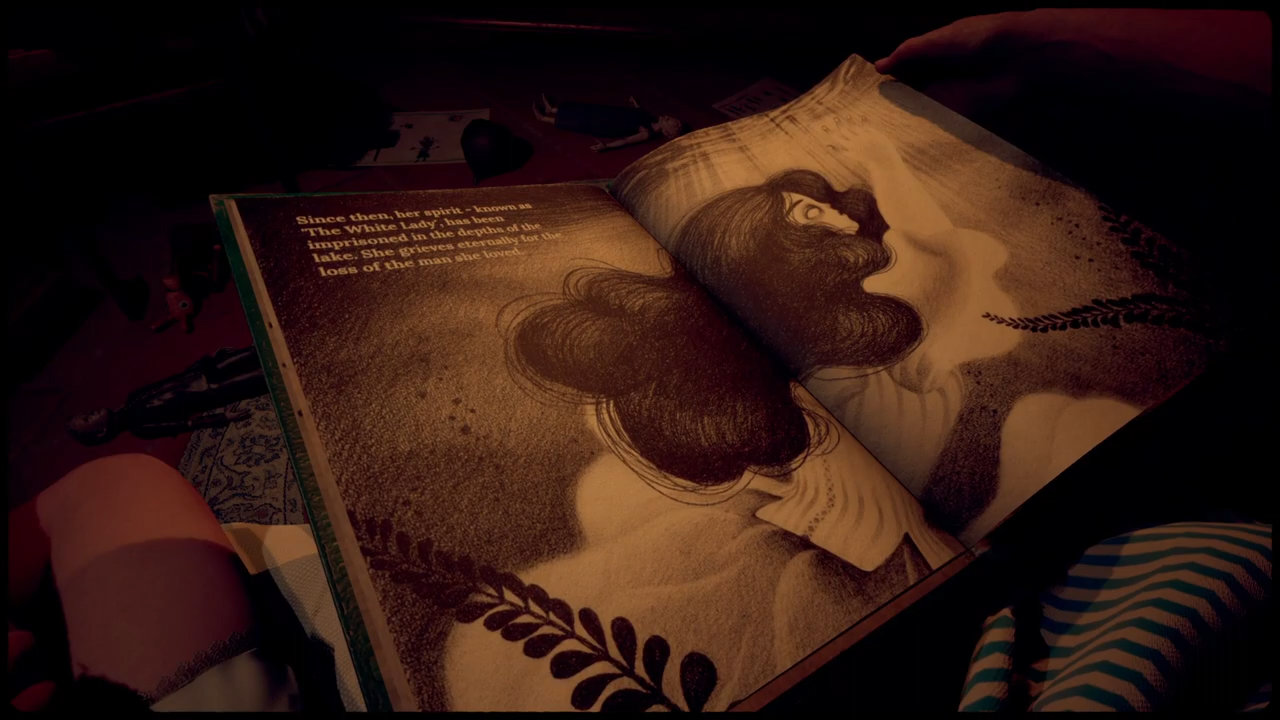 Since then, her spirit - known as
'The White Lady', has been
imprisoned in the depths of the
lake. She grieves eternally for the
loss of the man she loved...